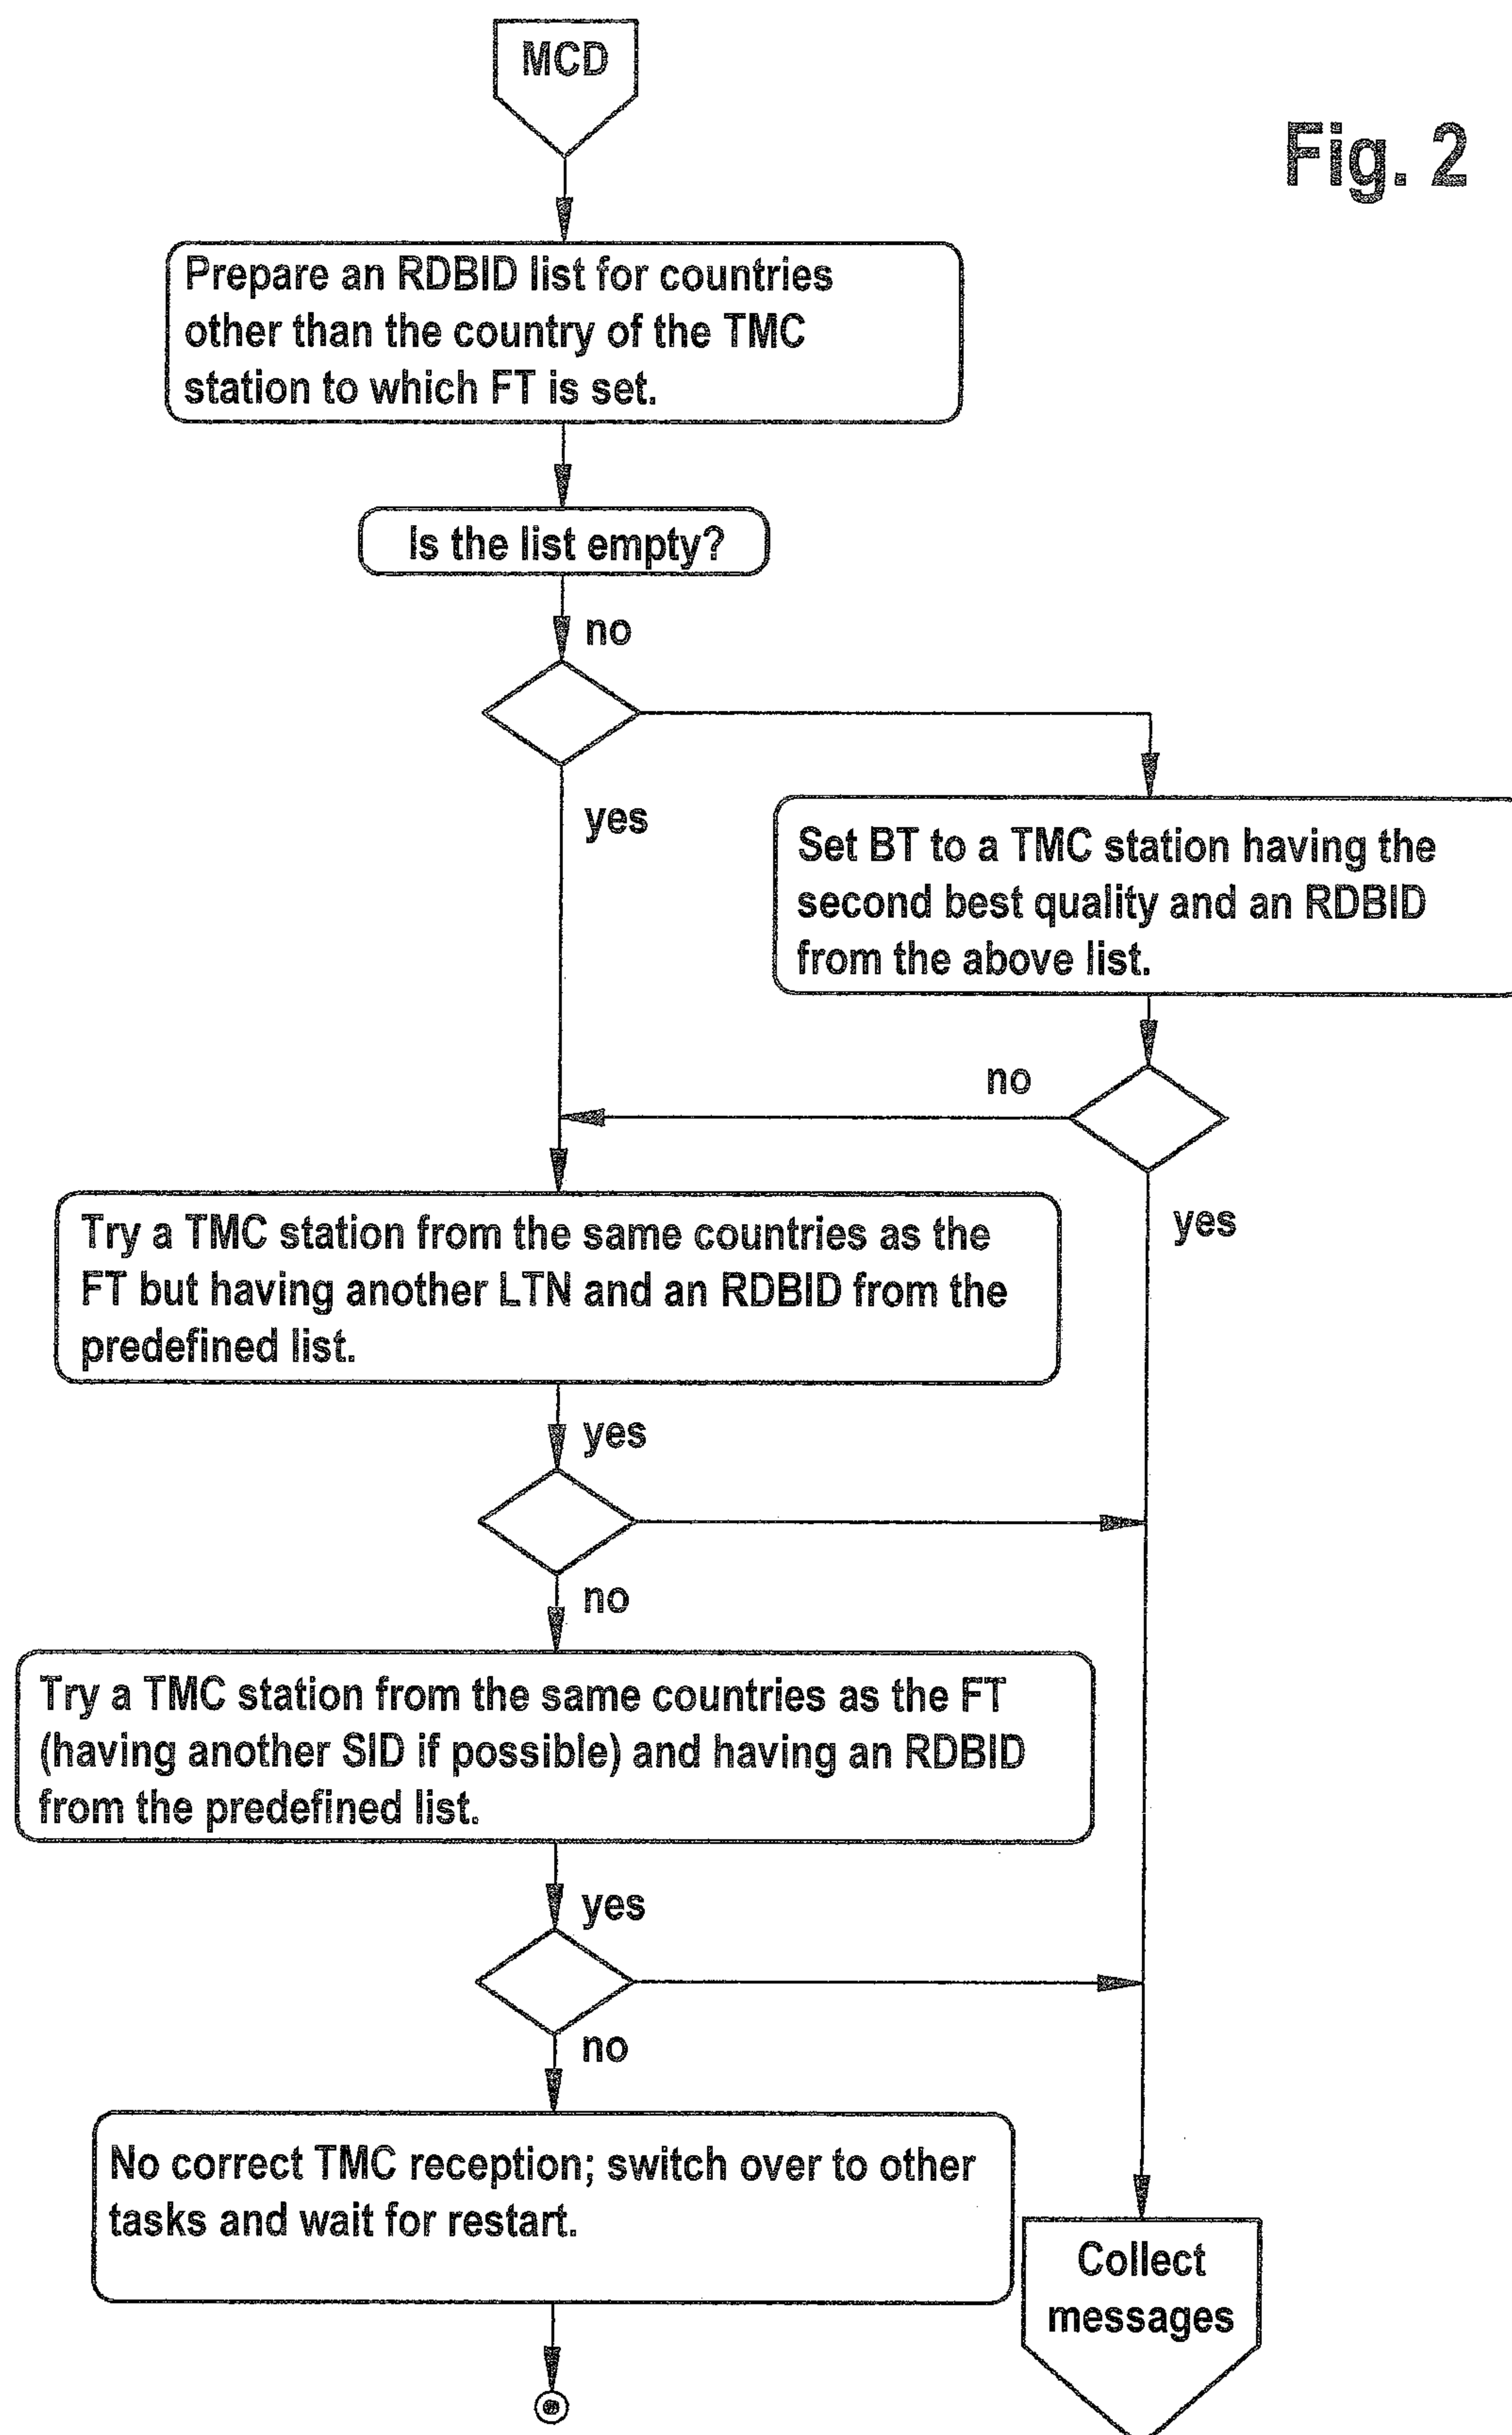 MCD
Fig. 2
Prepare an RDBID list for countries
other than the country of the TMC
station to which FT is set.
Is the list empty?
no
yes
Set BT to a TMC station having the
second best quality and an RDBID
from the above list.
no
yes
Try a TMC station from the same countries as the
FT but having another LTN and an RDBID from the
predefined list.
yes
no
Try a TMC station from the same countries as the FT
(having another SID if possible) and having an RDBID
from the predefined list.
yes
no
No correct TMC reception; switch over to other
tasks and wait for restart.
Collect
messages